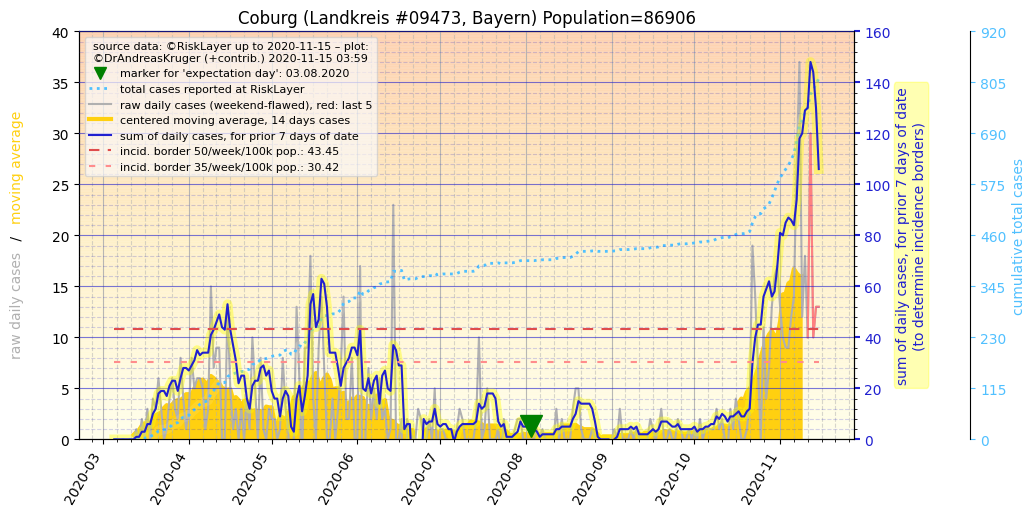 Coburg (Landkreis #09473, Bayern) Population=86906
source data: ©RiskLayer up to 2020-11-15 – plot:
©DrAndreasKruger (+contrib.) 2020-11-15 03:59
marker for 'expectation day': 03.08.2020
total cases reported at RiskLayer
raw daily cases (weekend-flawed), red: last 5
centered moving average, 14 days cases
sum of daily cases, for prior 7 days of date
incid. border 50/week/100k pop.: 43.45
incid. border 35/week/100k pop.: 30.42
raw daily cases / moving average
40
35
30
25
20
15
10
5
0
2020-03
2020-04
2020-05
2020-06
2020-07
2020-08
2020-09
2020-10
2020-11
160
140
120
100
80
60
40
20
0
sum of daily cases, for prior 7 days of date
(to determine incidence borders)
920
805
690
575
460
345
230
115
0
cumulative total cases